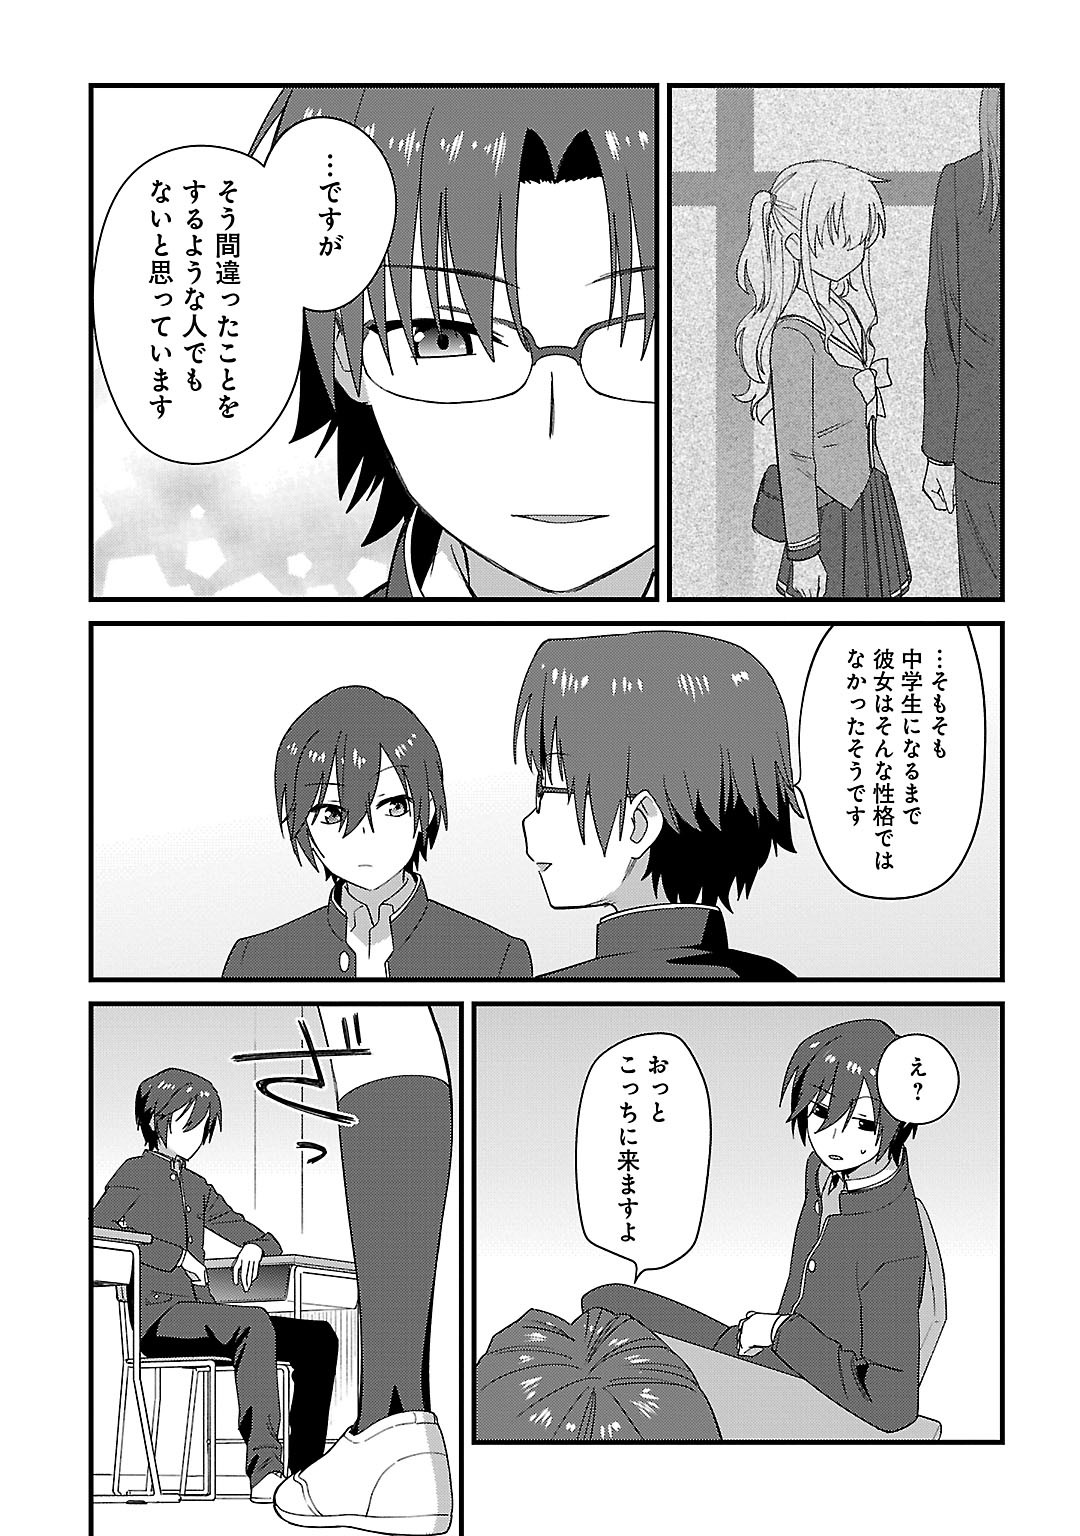 …ですが
そう間違ったことを
するような人でも
ないと思っています
…そもそも
中学生になるまで
彼女はそんな性格では
なかったそうです
え?
おっと
こっちに来ますよ
ざっ